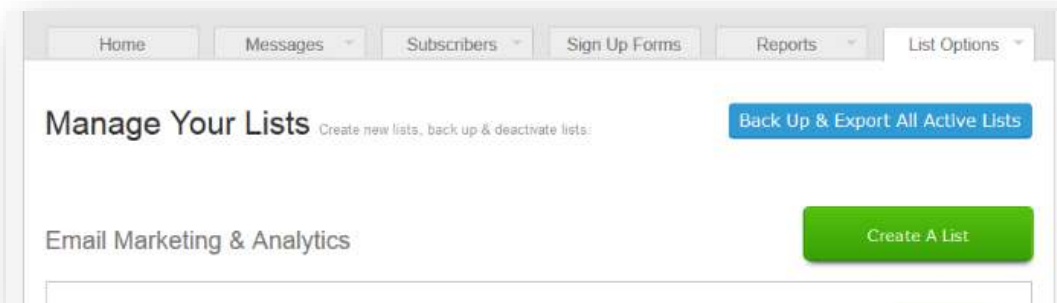 Home Messages Subscribers Sign Up Forms Reports List Options
Manage Your Lists Create new lists, back up & deactivate lists.
Back Up & Export All Active Lists
Email Marketing & Analytics
Create A List